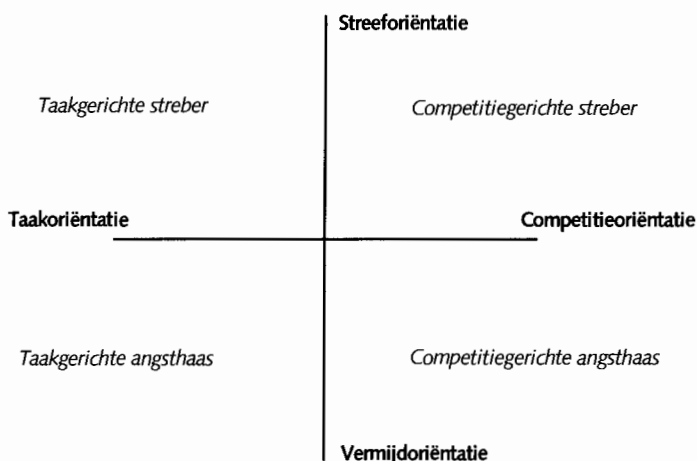 Streeforiëntatie
Taakgerichte streber
Competitiegerichte streber
Taakoriëntatie
Competitieoriëntatie
Taakgerichte angsthaas
Competitiegerichte angsthaas
Vermijdoriëntatie